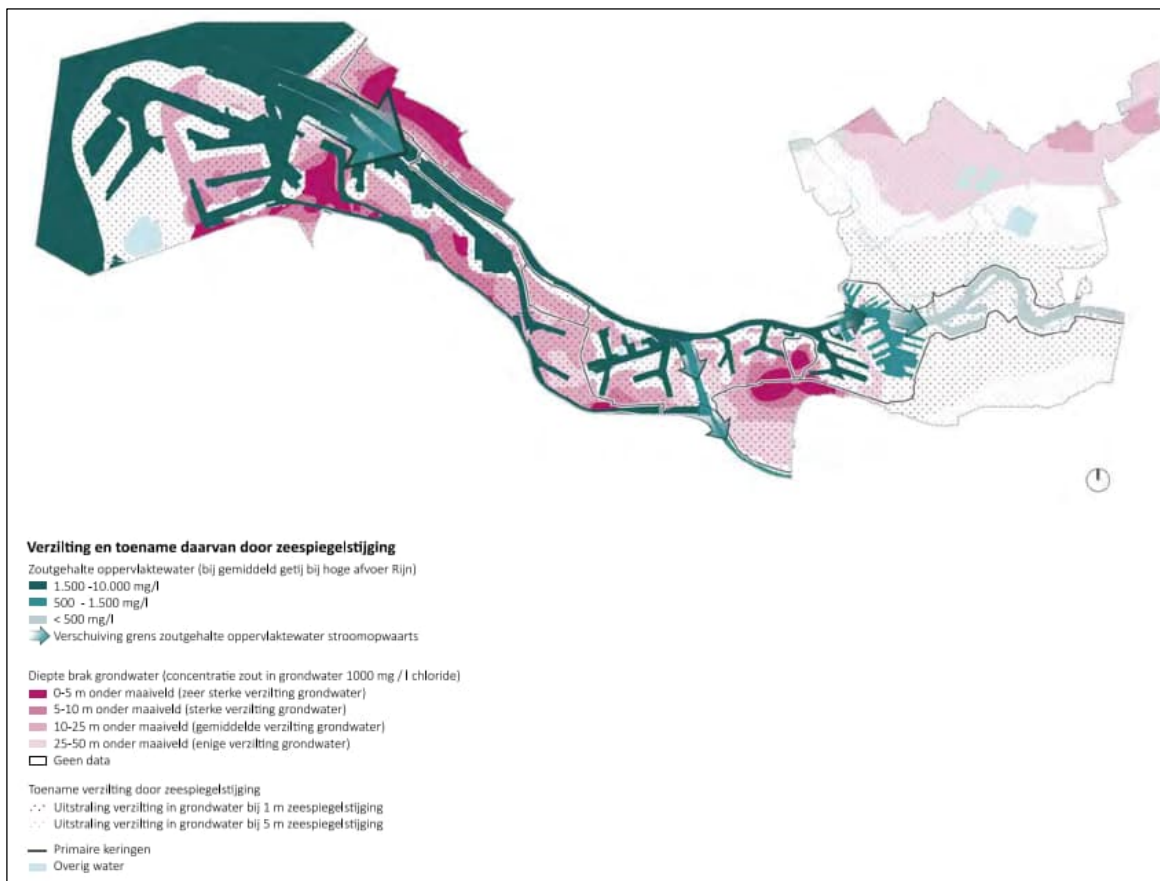 Verzilting en toename daarvan door zeespiegelstijging
Zoutgehalte oppervlaktewater (bij gemiddeld getij bij hoge afvoer Rijn)
1.500 -10.000 mg/l
500 - 1.500 mg/l
< 500 mg/l
Verschuiving grens zoutgehalte oppervlaktewater stroomopwaarts
Diepte brak grondwater (concentratie zout in grondwater 1000 mg / l chloride)
0-5 m onder maaiveld (zeer sterke verzilting grondwater)
5-10 m onder maaiveld (sterke verzilting grondwater)
10-25 m onder maaiveld (gemiddelde verzilting grondwater)
25-50 m onder maaiveld (enige verzilting grondwater)
Geen data
Toename verzilting door zeespiegelstijging
Uitstraling verzilting in grondwater bij 1 m zeespiegelstijging
Uitstraling verzilting in grondwater bij 5 m zeespiegelstijging
Primaire keringen
Overig water